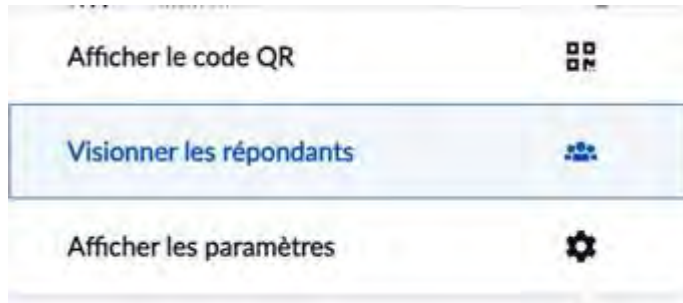 Afficher le code QR
Visionner les répondants
Afficher les paramètres